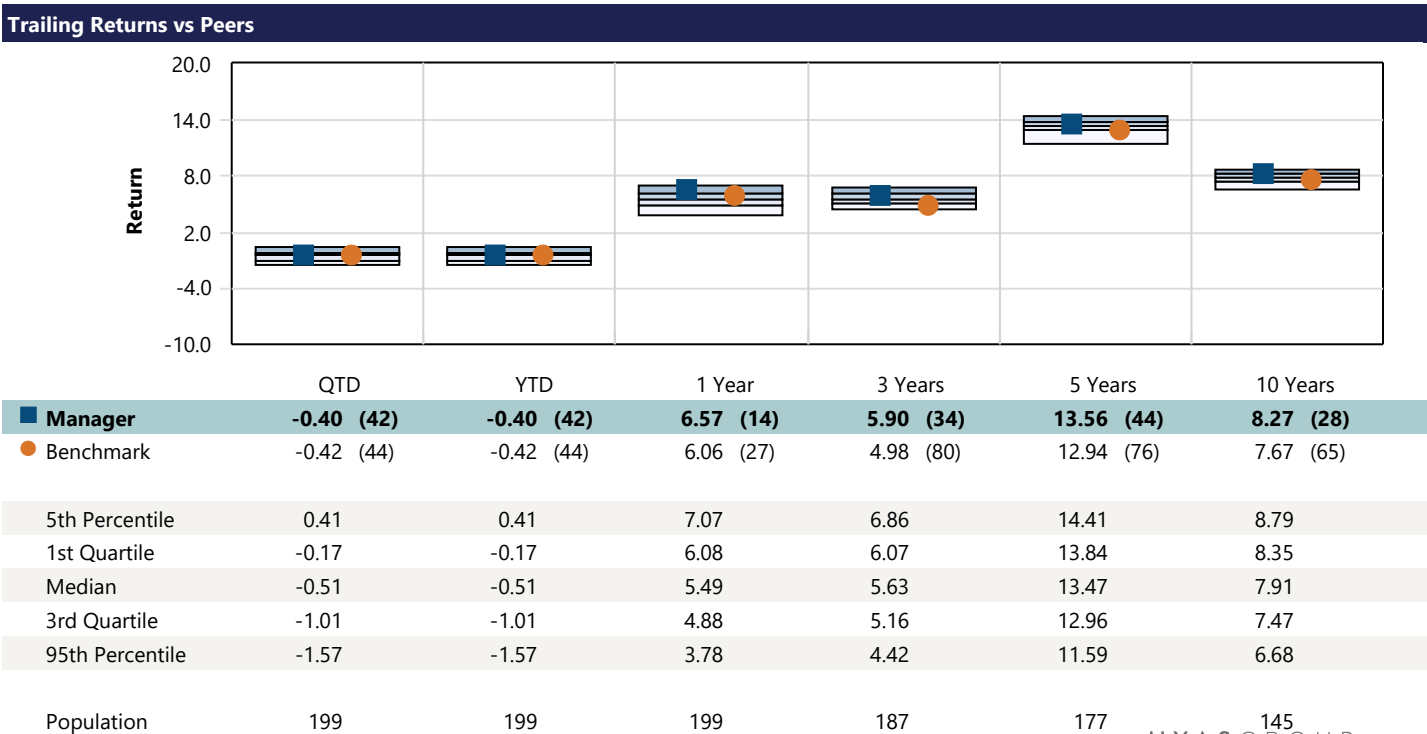 Trailing Returns vs Peers
20.0
14.0
8.0
2.0
-4.0
-10.0
Return
QTD YTD 1 Year 3 Years 5 Years 10 Years
Manager -0.40 (42) -0.40 (42) 6.57 (14) 5.90 (34) 13.56 (44) 8.27 (28)
Benchmark -0.42 (44) -0.42 (44) 6.06 (27) 4.98 (80) 12.94 (76) 7.67 (65)
5th Percentile 0.41 0.41 7.07 6.86 14.41 8.79
1st Quartile -0.17 -0.17 6.08 6.07 13.84 8.35
Median -0.51 -0.51 5.49 5.63 13.47 7.91
3rd Quartile -1.01 -1.01 4.88 5.16 12.96 7.47
95th Percentile -1.57 -1.57 3.78 4.42 11.59 6.68
Population 199 199 199 187 177 145